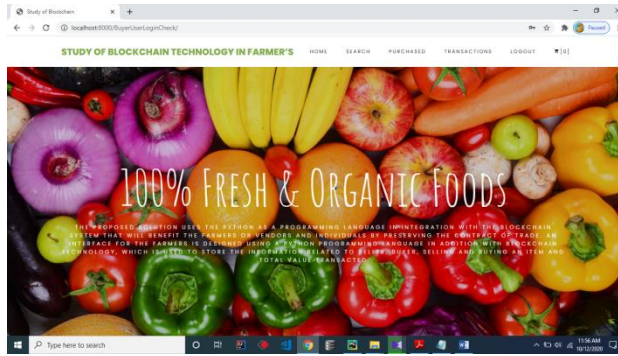 Study of Blockchain
localhost:8000/BuyerUserLoginCheck/
Paused
STUDY OF BLOCKCHAIN TECHNOLOGY IN FARMER'S
HOME SEARCH PURCHASED TRANSACTIONS LOGOUT [0]
100% FRESH & ORGANIC FOODS
THE PROPOSED SOLUTION USES THE PYTHON AS A PROGRAMMING LANGUAGE IN INTEGRATION WITH THE BLOCKCHAIN
SYSTEM THAT WILL BENEFIT THE FARMERS OR VENDORS AND INDIVIDUALS BY PRESERVING THE CONTRACT OF TRADE. AN
INTERFACE FOR THE FARMERS IS DESIGNED USING A PYTHON PROGRAMMING LANGUAGE IN ADDITION WITH BLOCKCHAIN
TECHNOLOGY, WHICH IS USED TO STORE THE INFORMATION RELATED TO SELLER, BUYER, SELLING AND BUYING AN ITEM AND
TOTAL VALUE TRANSACTED.
Type here to search
11:56 AM
10/12/2020